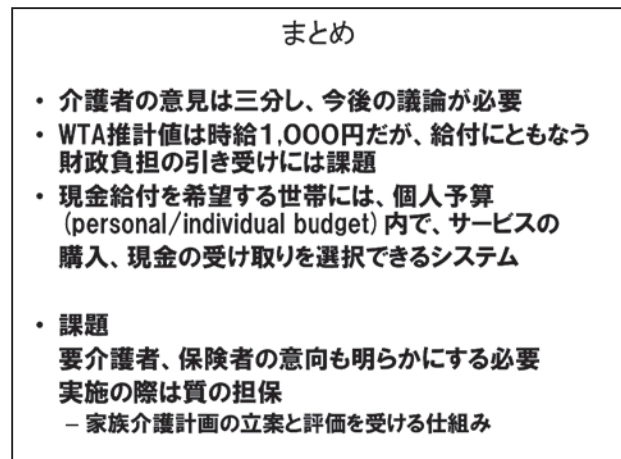 まとめ
・ 介護者の意見は三分し、今後の議論が必要
・ WTA推計値は時給1,000円だが、給付にともなう
財政負担の引き受けには課題
・ 現金給付を希望する世帯には、個人予算
(personal/individual budget) 内で、サービスの
購入、現金の受け取りを選択できるシステム
・ 課題
要介護者、保険者の意向も明らかにする必要
実施の際は質の担保
– 家族介護計画の立案と評価を受ける仕組み